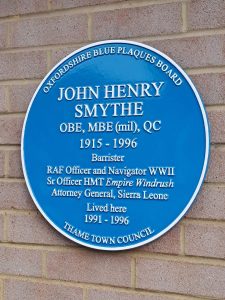 OXFORDSHIRE BLUE PLAQUES BOARD
JOHN HENRY
SMYTHE
OBE, MBE (mil), QC
1915 - 1996
Barrister
RAF Officer and Navigator WWII
Sr Officer HMT Empire Windrush
Attorney General, Sierra Leone
Lived here
1991 - 1996
THAME TOWN COUNCIL